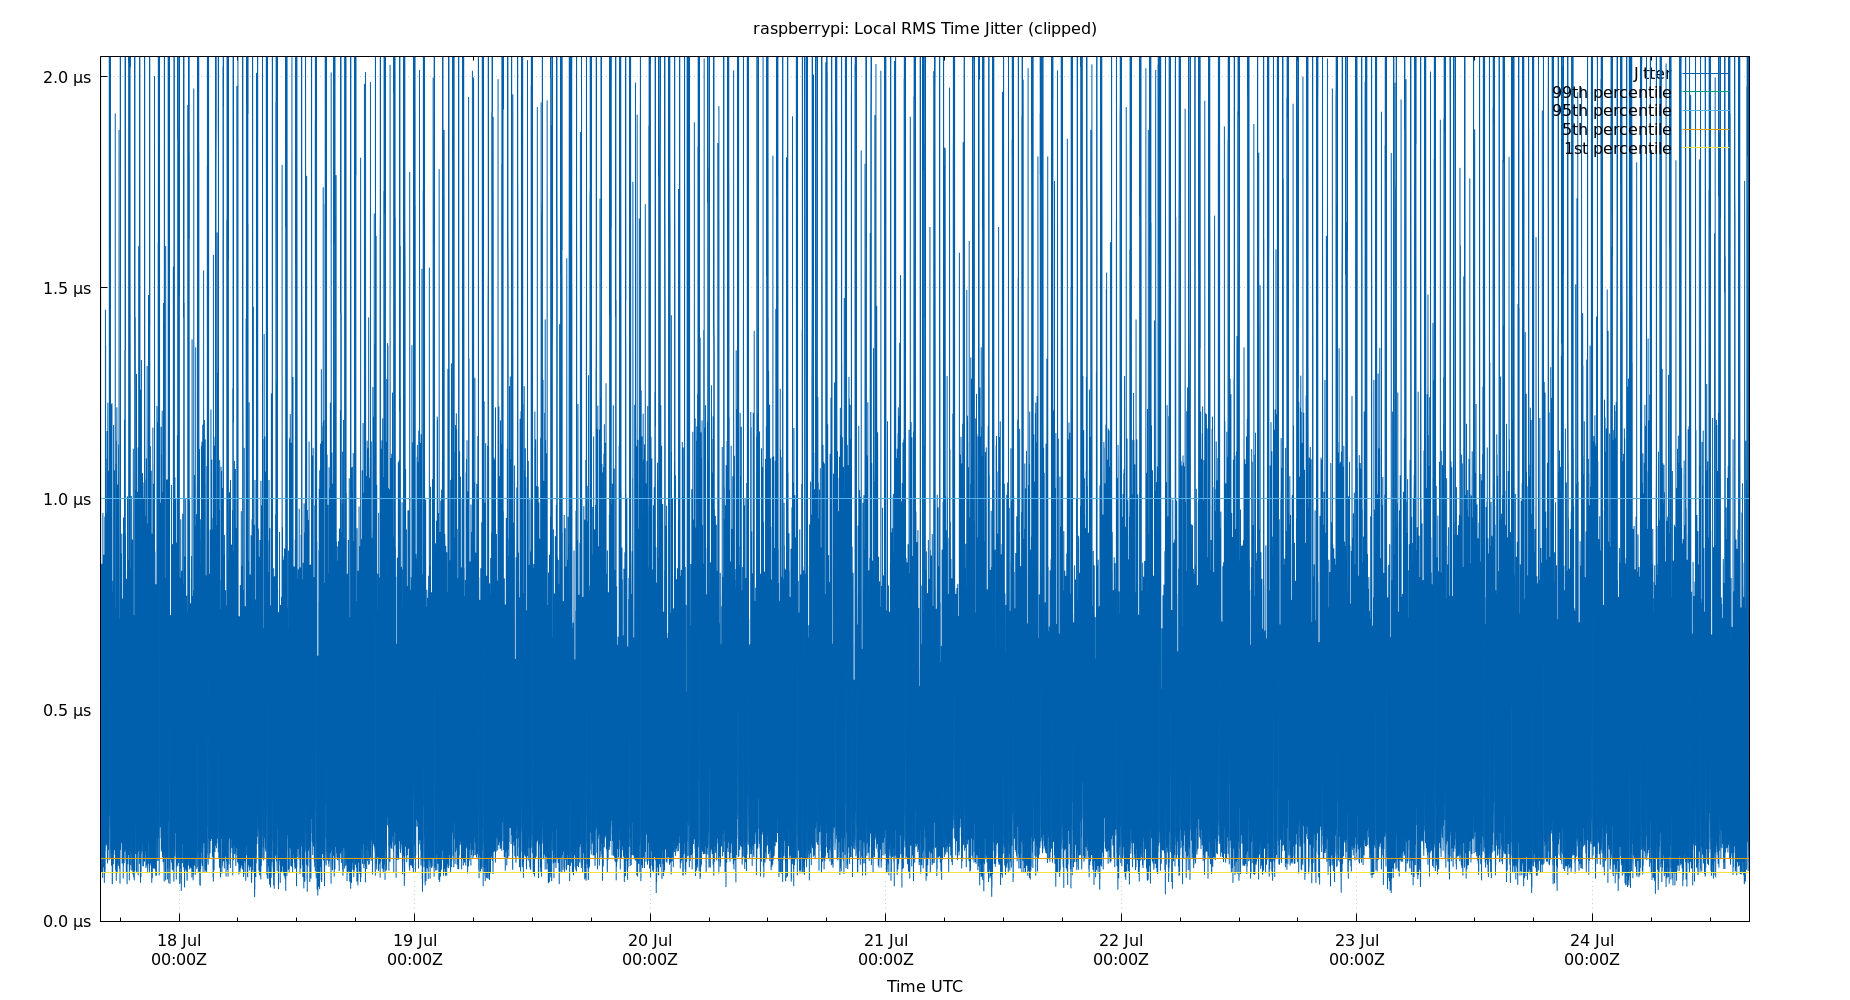 raspberrypi: Local RMS Time Jitter (clipped)
2.0 µs
1.5 µs
1.0 µs
0.5 µs
0.0 µs
Jitter
99th percentile
95th percentile
5th percentile
1st percentile
18 Jul
00:00Z
19 Jul
00:00Z
20 Jul
00:00Z
21 Jul
00:00Z
22 Jul
00:00Z
23 Jul
00:00Z
24 Jul
00:00Z
Time UTC